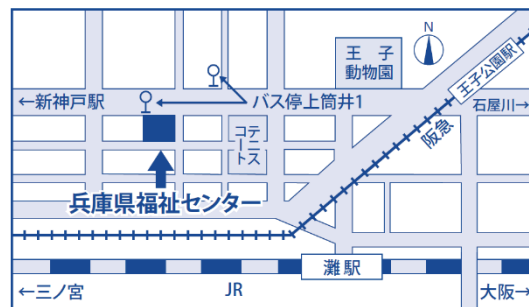 N
王子
動物園
王子公園駅
←新神戸駅
バス停上筒井1
石屋川→
阪急
テニス
コート
兵庫県福祉センター
灘駅
←三ノ宮
JR
大阪→